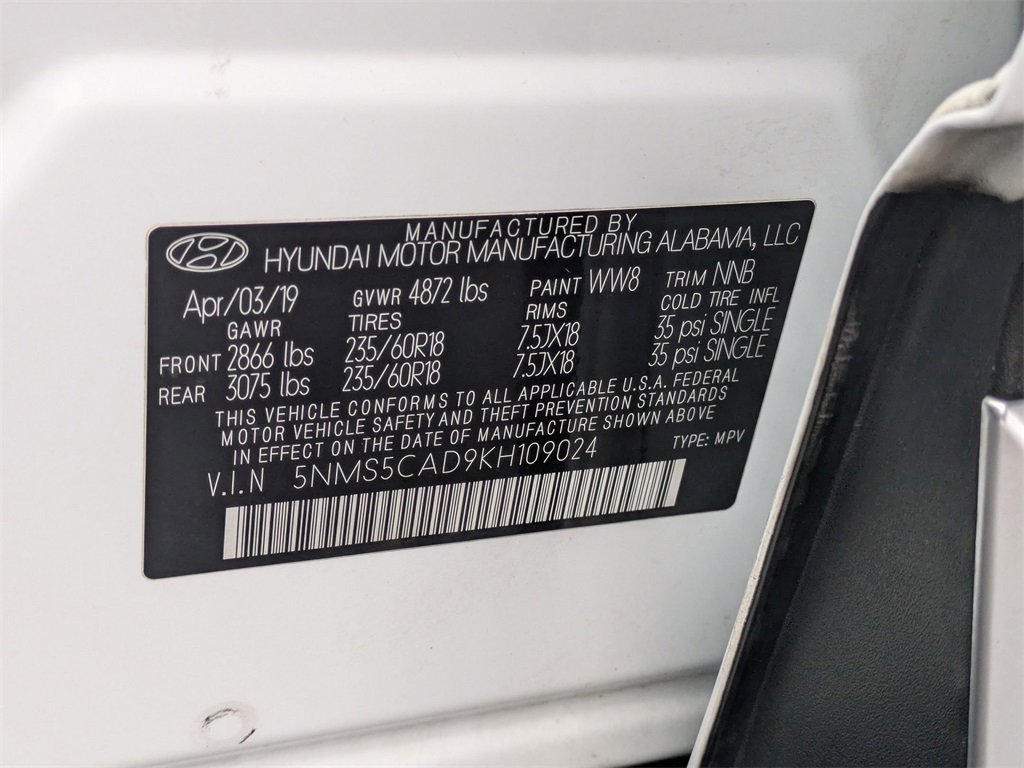 MANUFACTURED BY
HYUNDAI MOTOR MANUFACTURING ALABAMA, LLC
Apr/03/19 GVWR 4872 lbs PAINT WW8 TRIM NNB
GAWR TIRES RIMS COLD TIRE INFL
FRONT 2866 lbs 235/60R18 7.5JX18 35 psi SINGLE
REAR 3075 lbs 235/60R18 7.5JX18 35 psi SINGLE
THIS VEHICLE CONFORMS TO ALL APPLICABLE U.S.A. FEDERAL
MOTOR VEHICLE SAFETY AND THEFT PREVENTION STANDARDS
IN EFFECT ON THE DATE OF MANUFACTURE SHOWN ABOVE
V.I.N 5NMS5CAD9KH109024 TYPE: MPV